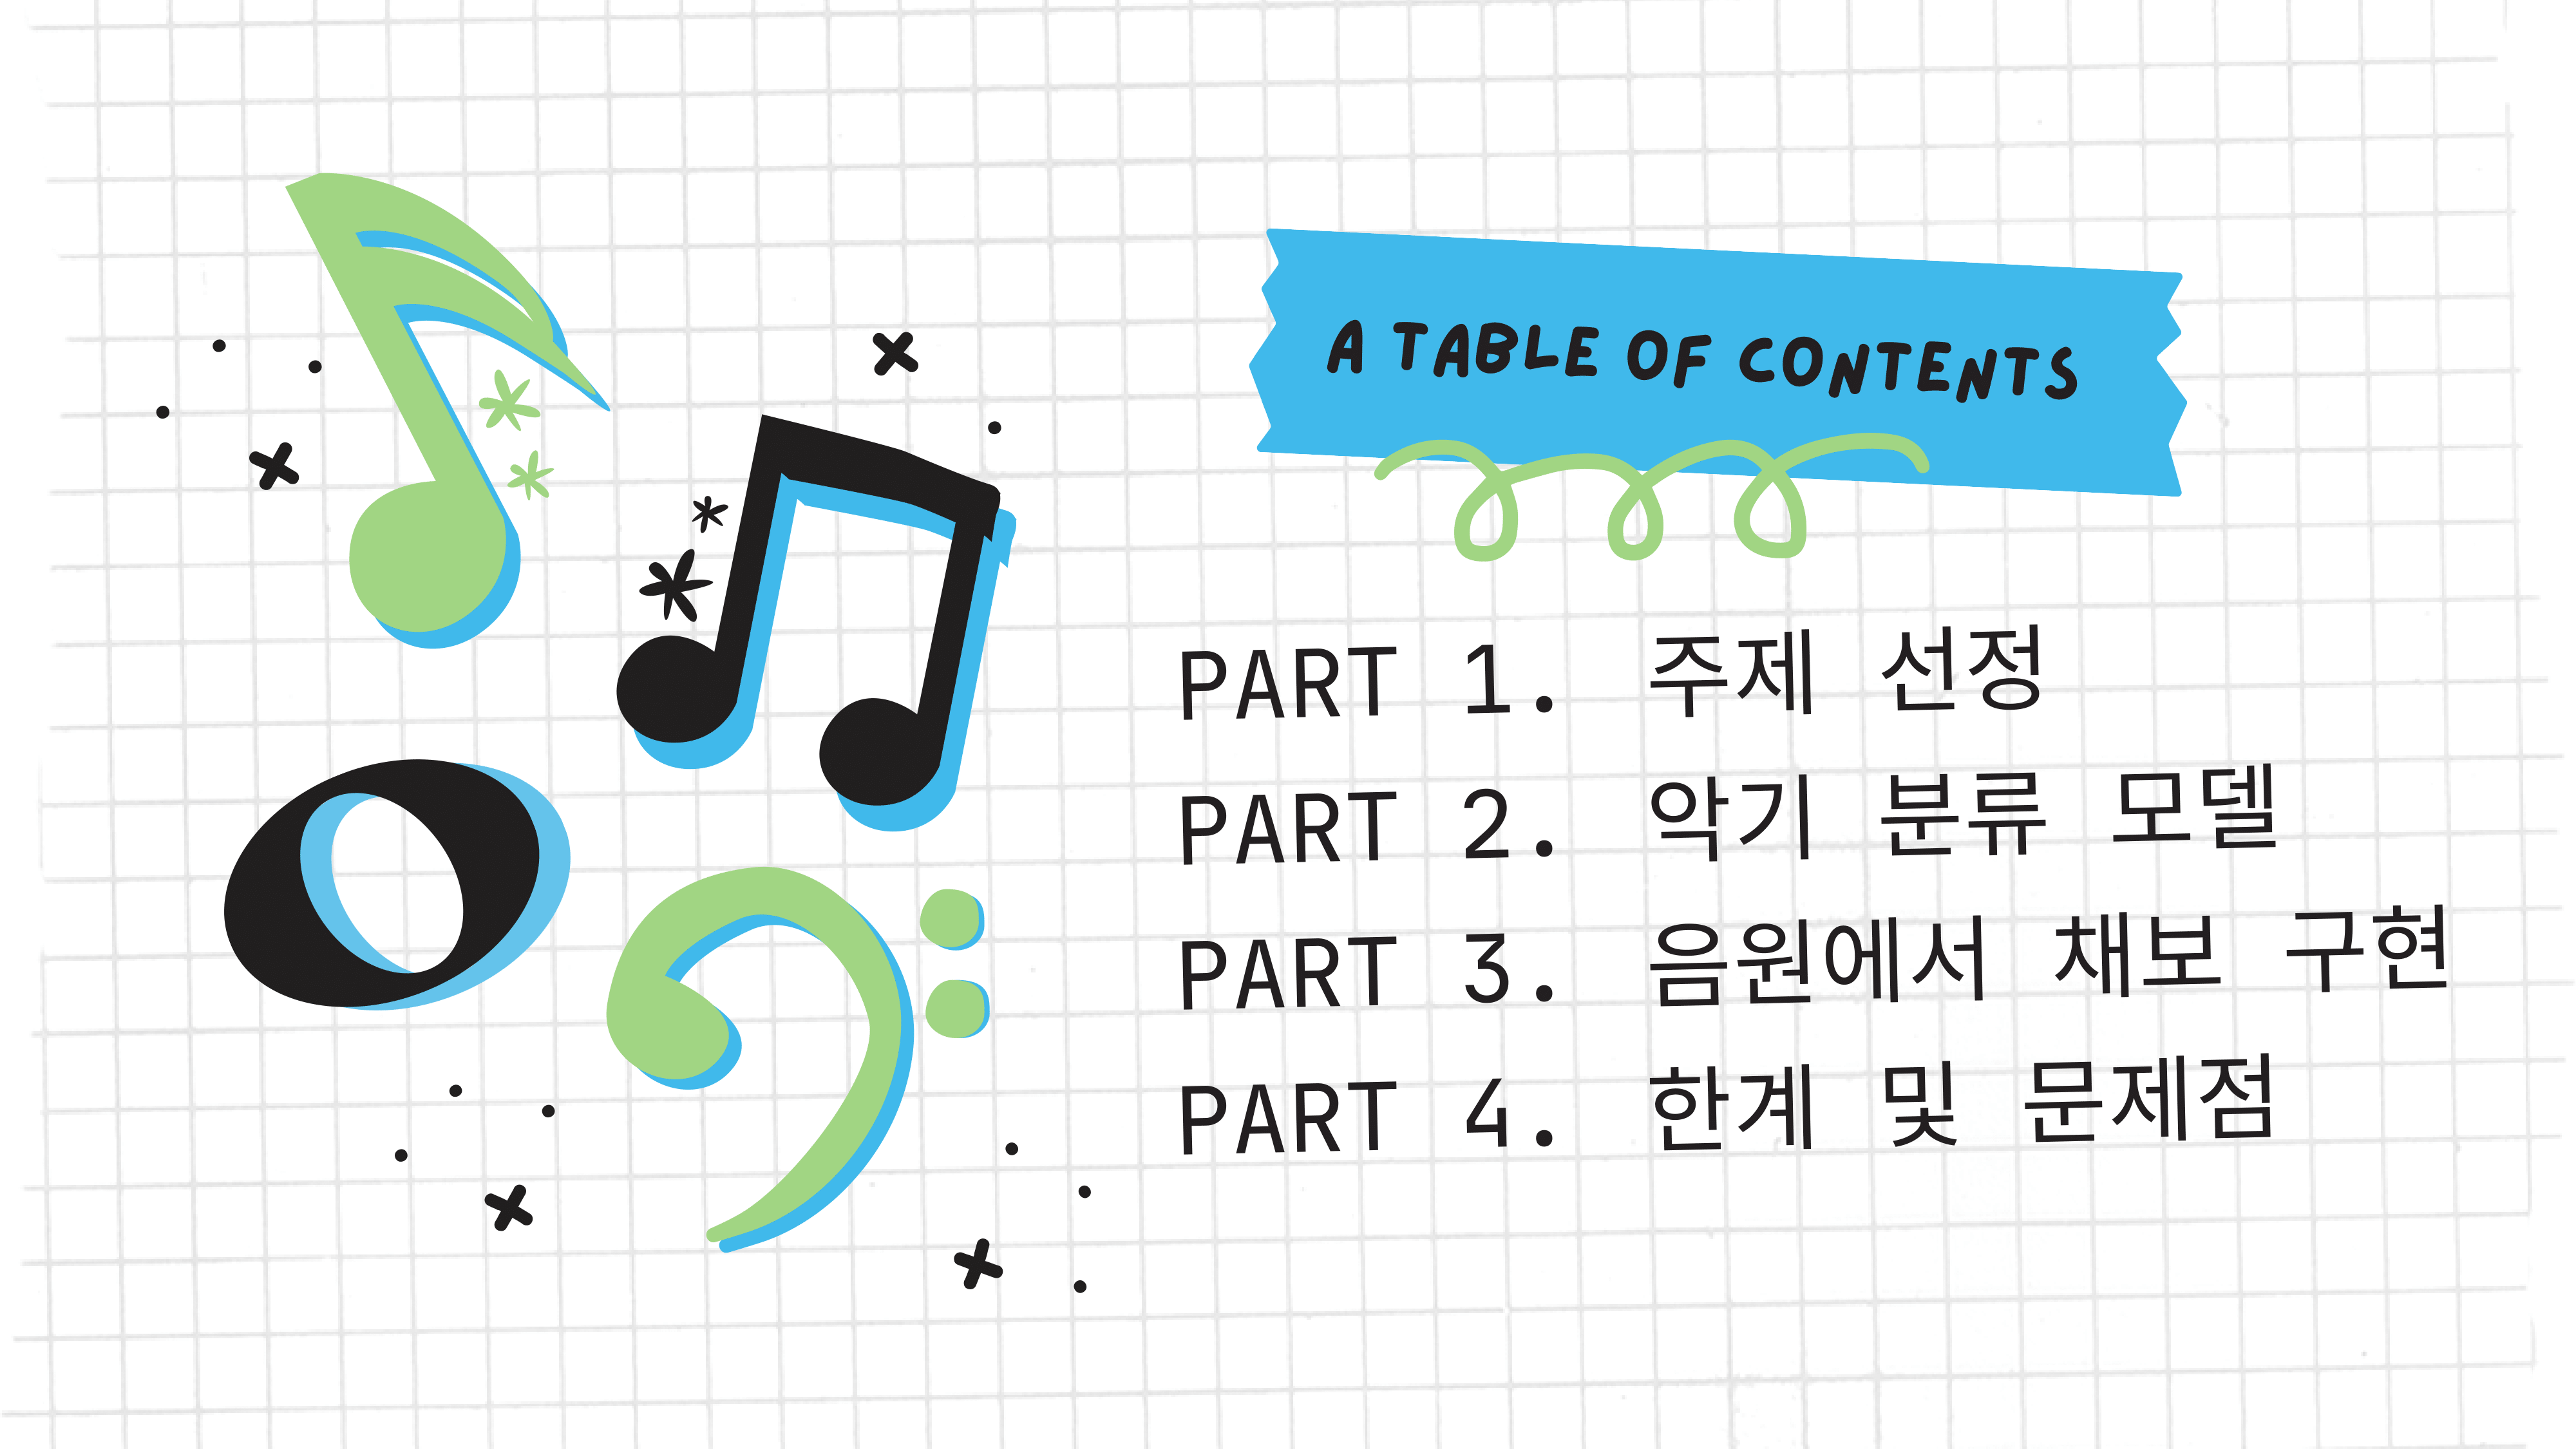 A TABLE OF CONTENTS
PART 1. 주제 선정
PART 2. 악기 분류 모델
PART 3. 음원에서 채보 구현
PART 4. 한계 및 문제점